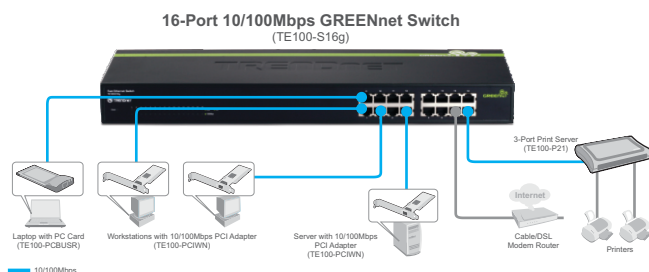 16-Port 10/100Mbps GREENnet Switch
(TE100-S16g)
GREENnet
3-Port Print Server
(TE100-P21)
Internet
Laptop with PC Card
(TE100-PCBUSR)
Workstations with 10/100Mbps PCI Adapter
(TE100-PCIWN)
Server with 10/100Mbps
PCI Adapter
(TE100-PCIWN)
Cable/DSL
Modem Router
Printers
10/100Mbps